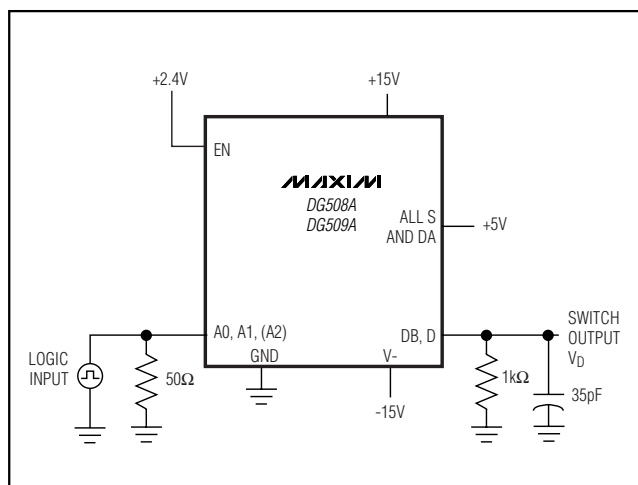 +2.4V
+15V
EN
MAXIM
DG508A
DG509A
ALL S
AND DA
+5V
A0, A1, (A2)
DB, D
SWITCH
OUTPUT
VD
LOGIC
INPUT
50Ω
GND
V-
-15V
1kΩ
35pF